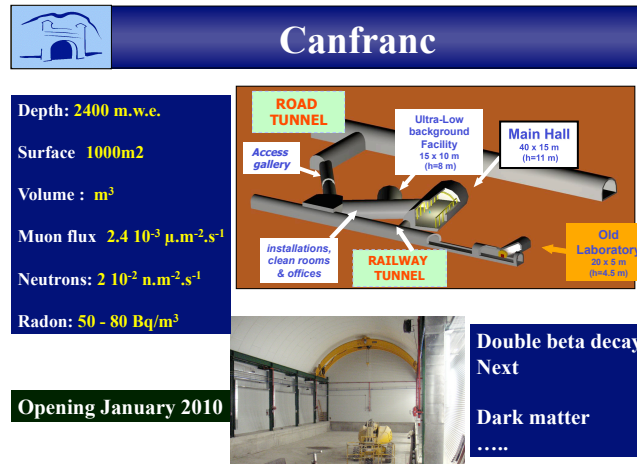 Canfranc
Depth: 2400 m.w.e.
Surface 1000m2
Volume : m³
Muon flux 2.4 10⁻³ µ.m⁻².s⁻¹
Neutrons: 2 10⁻² n.m⁻².s⁻¹
Radon: 50 - 80 Bq/m³
Opening January 2010
ROAD
TUNNEL
Ultra-Low
background
Facility
15 x 10 m
(h=8 m)
Main Hall
40 x 15 m
(h=11 m)
Access
gallery
installations,
clean rooms
& offices
RAILWAY
TUNNEL
Old
Laboratory
20 x 5 m
(h=4.5 m)
Double beta decay
Next
Dark matter
…..